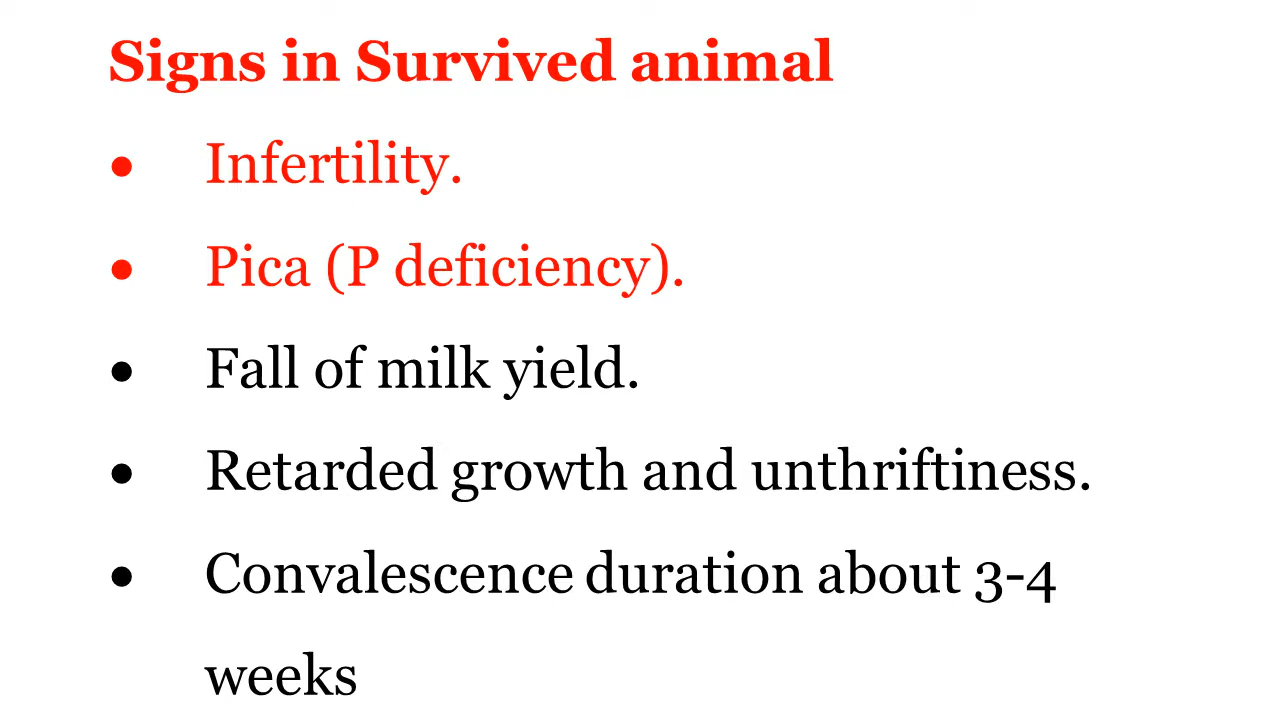 Signs in Survived animal
● Infertility.
● Pica (P deficiency).
● Fall of milk yield.
● Retarded growth and unthriftiness.
● Convalescence duration about 3-4
weeks